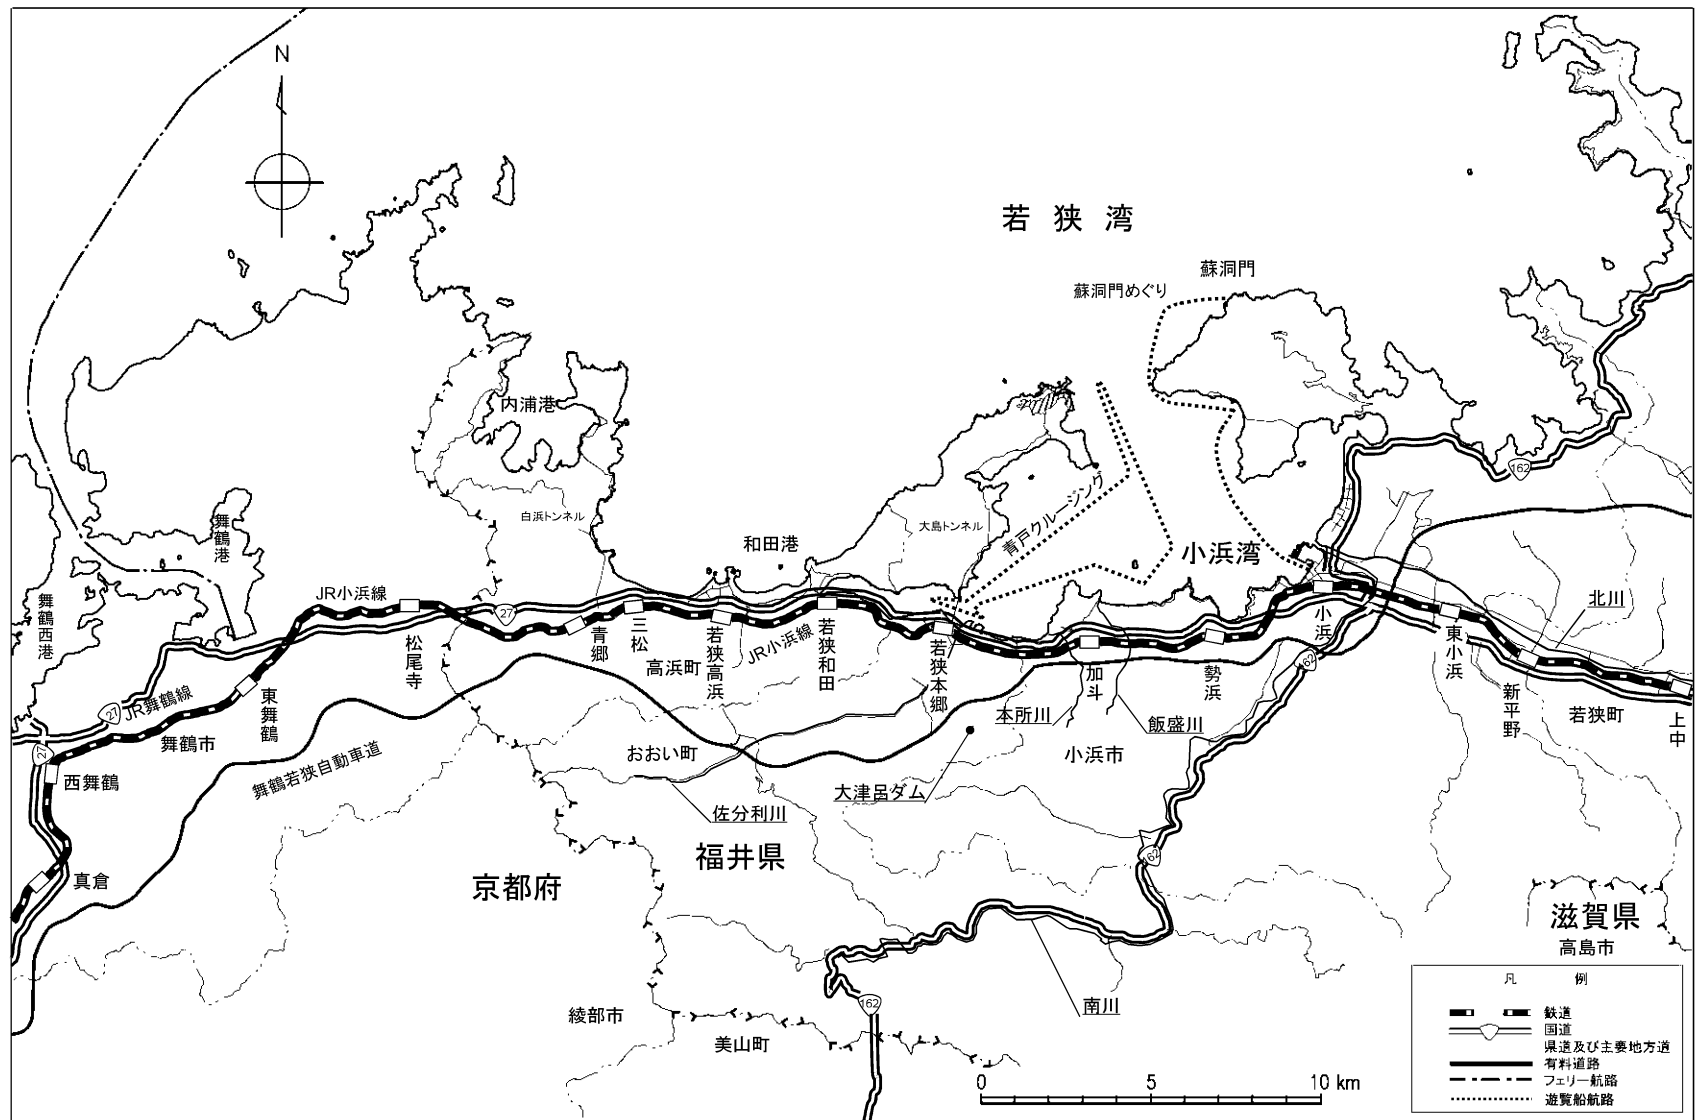 N
若狭湾
蘇洞門
蘇洞門めぐり
内浦港
162
白浜トンネル
大島トンネル
青戸クルージング
舞鶴港
和田港
小浜湾
舞鶴西港
JR小浜線
27
松尾寺
青郷
三松
高浜町
若狭高浜
JR小浜線
若狭和田
若狭本郷
加斗
勢浜
小浜
62
東小浜
北川
新平野
若狭町
上中
27
JR舞鶴線
東舞鶴
舞鶴市
27
西舞鶴
舞鶴若狭自動車道
おおい町
本所川
飯盛川
小浜市
大津呂ダム
佐分利川
福井県
62
真倉
京都府
滋賀県
高島市
綾部市
美山町
162
南川
凡例
鉄道
国道
県道及び主要地方道
有料道路
フェリー航路
遊覧船航路
0 5 10 km